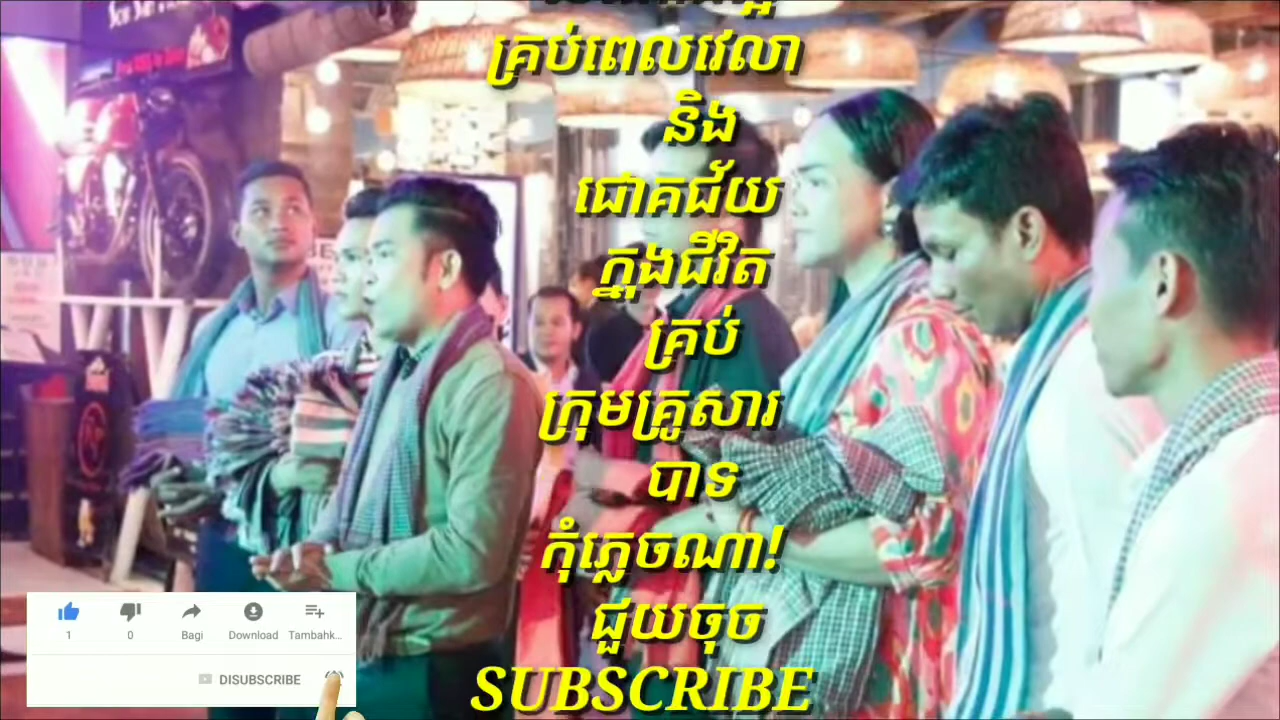 គ្រប់ពេលវេលា
និង
ជោគជ័យ
ក្នុងជីវិត
គ្រប់
ក្រុមគ្រួសារ
បាទ
កុំភ្លេចណា!
ជួយចុច
SUBSCRIBE
1
0
Bagi
Download
Tambahk...
DISUBSCRIBE